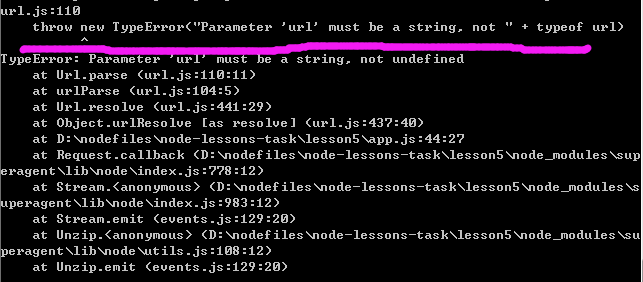 url.js:110
throw new TypeError("Parameter 'url' must be a string, not " + typeof url)
^
TypeError: Parameter 'url' must be a string, not undefined
at Url.parse (url.js:110:11)
at urlParse (url.js:104:5)
at Url.resolve (url.js:441:29)
at Object.urlResolve [as resolve] (url.js:437:40)
at D:\nodefiles\node-lessons-task\lesson5\app.js:44:27
at Request.callback (D:\nodefiles\node-lessons-task\lesson5\node_modules\sup
eragent\lib\node\index.js:778:12)
at Stream.<anonymous> (D:\nodefiles\node-lessons-task\lesson5\node_modules\s
uperagent\lib\node\index.js:983:12)
at Stream.emit (events.js:129:20)
at Unzip.<anonymous> (D:\nodefiles\node-lessons-task\lesson5\node_modules\su
peragent\lib\node\utils.js:108:12)
at Unzip.emit (events.js:129:20)